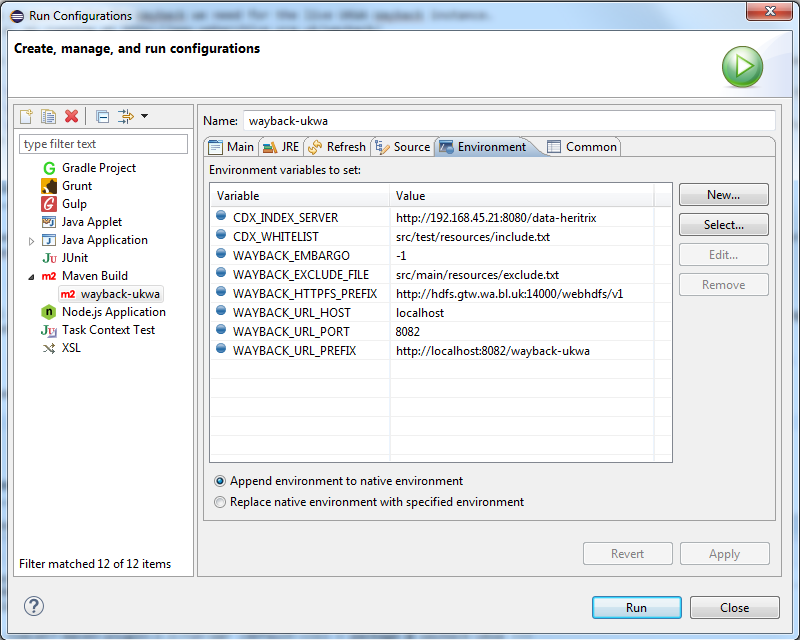 Run Configurations
Create, manage, and run configurations
type filter text
Gradle Project
Grunt
Gulp
Java Applet
Java Application
JUnit
Maven Build
wayback-ukwa
Node.js Application
Task Context Test
XSL
Filter matched 12 of 12 items
Name: wayback-ukwa
Main JRE Refresh Source Environment Common
Environment variables to set:
Variable Value
CDX_INDEX_SERVER http://192.168.45.21:8080/data-heritrix
CDX_WHITELIST src/test/resources/include.txt
WAYBACK_EMBARGO -1
WAYBACK_EXCLUDE_FILE src/main/resources/exclude.txt
WAYBACK_HTTPFS_PREFIX http://hdfs.gtw.wa.bl.uk:14000/webhdfs/v1
WAYBACK_URL_HOST localhost
WAYBACK_URL_PORT 8082
WAYBACK_URL_PREFIX http://localhost:8082/wayback-ukwa
New...
Select...
Edit...
Remove
Append environment to native environment
Replace native environment with specified environment
Revert Apply
Run Close